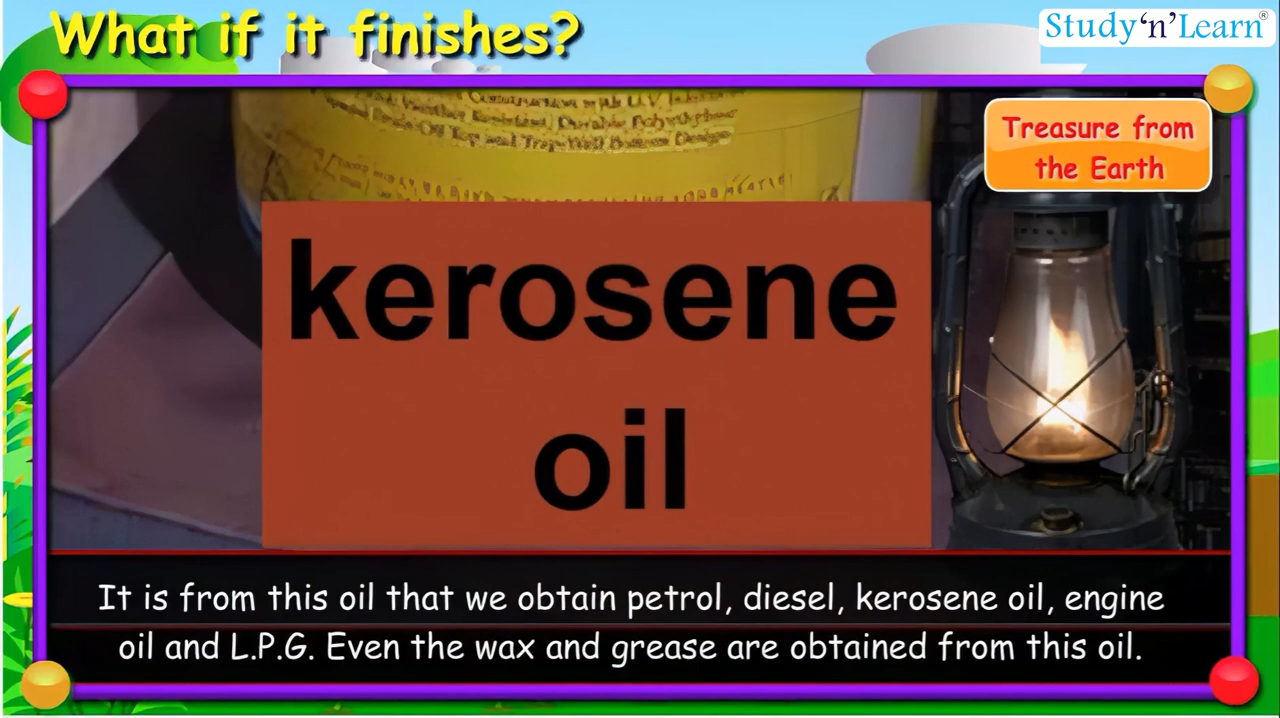 What if it finishes?
Study‘n’Learn®
Treasure from
the Earth
kerosene
oil
It is from this oil that we obtain petrol, diesel, kerosene oil, engine
oil and L.P.G. Even the wax and grease are obtained from this oil.